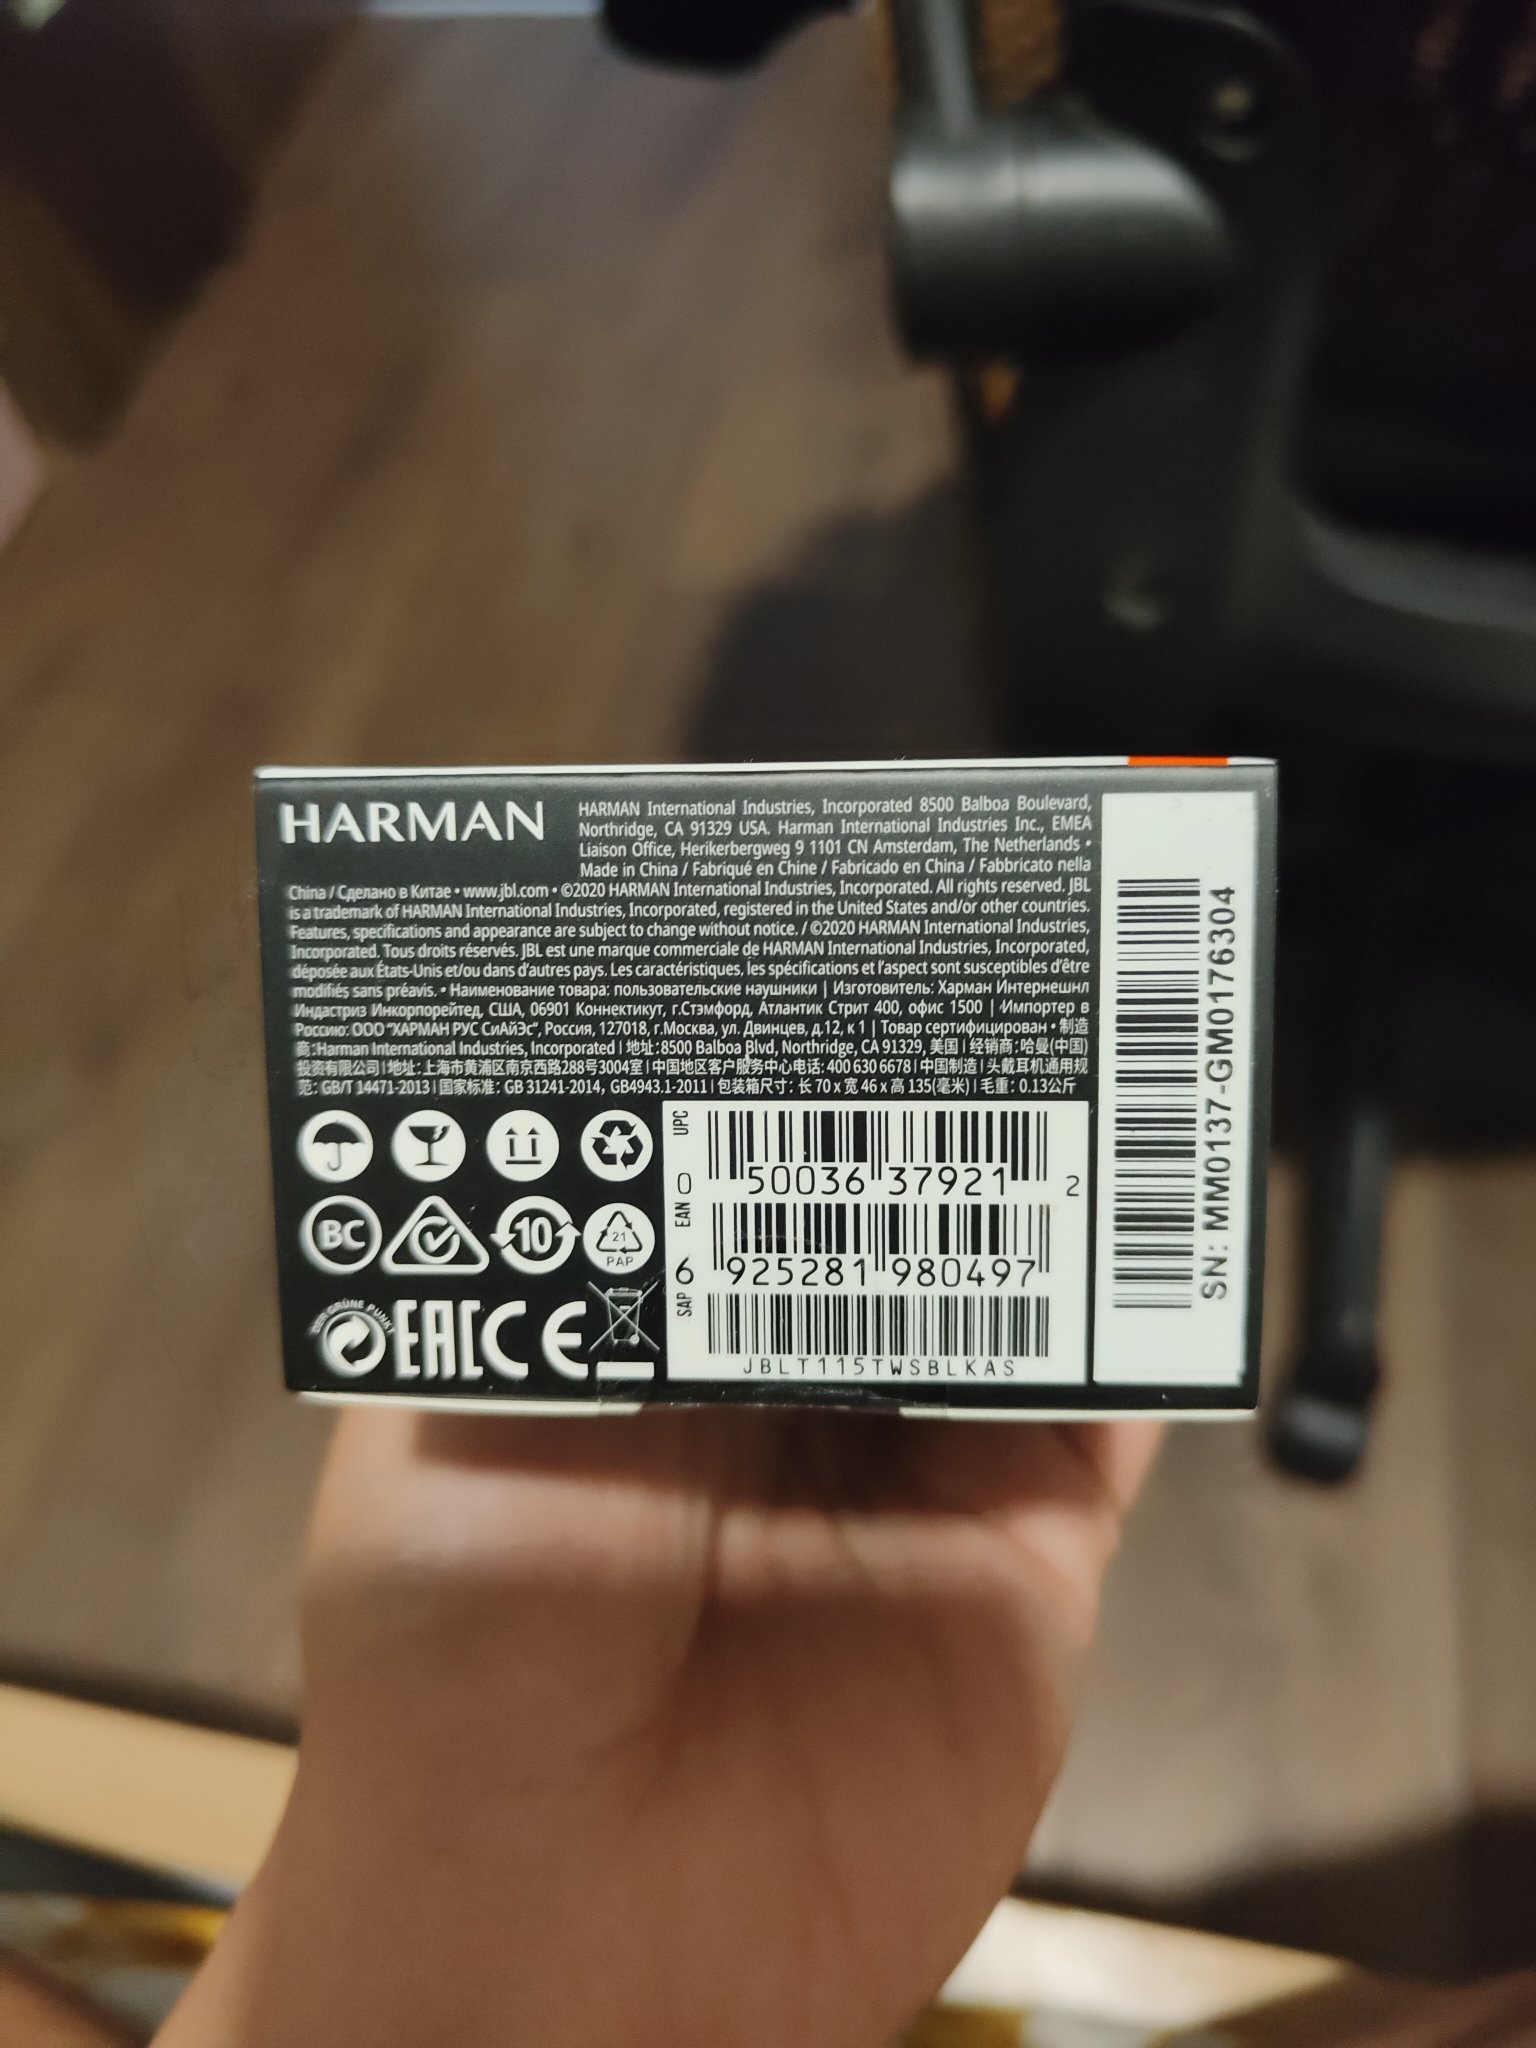 HARMAN
HARMAN International Industries, Incorporated 8500 Balboa Boulevard,
Northridge, CA 91329 USA. Harman International Industries Inc., EMEA
Liaison Office, Herikerbergweg 9 1101 CN Amsterdam, The Netherlands •
Made in China / Fabriqué en Chine / Fabricado en China / Fabbricato nella
China / Сделано в Китае • www.jbl.com • ©2020 HARMAN International Industries, Incorporated. All rights reserved. JBL
is a trademark of HARMAN International Industries, Incorporated, registered in the United States and/or other countries.
Features, specifications and appearance are subject to change without notice. / ©2020 HARMAN International Industries,
Incorporated. Tous droits réservés. JBL est une marque commerciale de HARMAN International Industries, Incorporated,
déposée aux États-Unis et/ou dans d'autres pays. Les caractéristiques, les spécifications et l'aspect sont susceptibles d'être
modifiés sans préavis. • Наименование товара: пользовательские наушники | Изготовитель: Харман Интернешнл
Индастриз Инкорпорейтед, США, 06901 Коннектикут, г.Стэмфорд, Атлантик Стрит 400, офис 1500 | Импортер в
Россию: ООО "ХАРМАН РУС СиАйЭс", Россия, 127018, г.Москва, ул. Двинцев, д.12, к 1 | Товар сертифицирован • 制造
商:Harman International Industries, Incorporated | 地址:8500 Balboa Blvd, Northridge, CA 91329, 美国 | 经销商:哈曼(中国)
投资有限公司 | 地址:上海市黄浦区南京西路288号3004室 | 中国地区客户服务中心电话: 400 630 6678 | 中国制造 | 头戴耳机通用规
范: GB/T 14471-2013 | 国家标准: GB 31241-2014, GB4943.1-2011 | 包装箱尺寸: 长 70 x 宽 46 x 高 135(毫米) | 毛重: 0.13公斤
BC
10
21
PAP
DER GRÜNE PUNKT
EAC CE
UPC
0 50036 37921 2
EAN
6 925281 980497
SAP
JBLT115TWSBLKAS
SN: MM0137-GM0176304